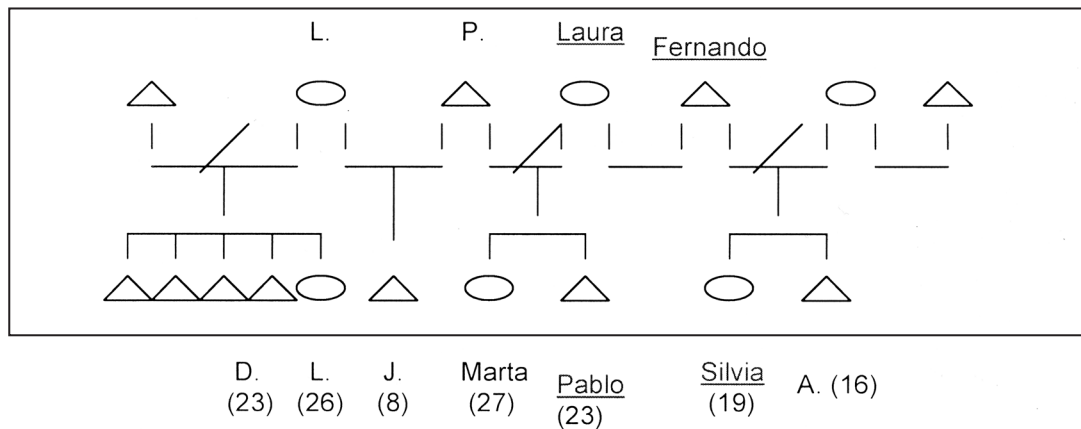 L. P. Laura
Fernando
D. L. J. Marta Pablo Silvia A. (16)
(23) (26) (8) (27) (23) (19)